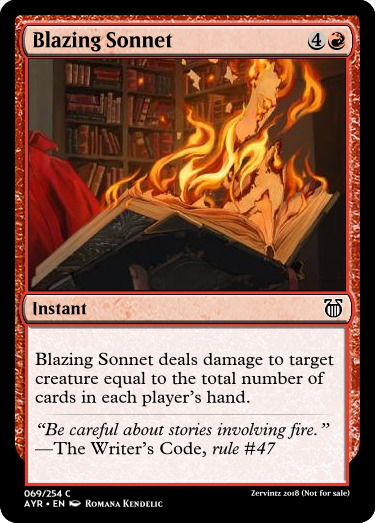 Blazing Sonnet 4
Instant
Blazing Sonnet deals damage to target
creature equal to the total number of
cards in each player's hand.
“Be careful about stories involving fire.”
—The Writer's Code, rule #47
069/254 C
AYR • EN Romana Kendelic
Zervintz 2018 (Not for sale)